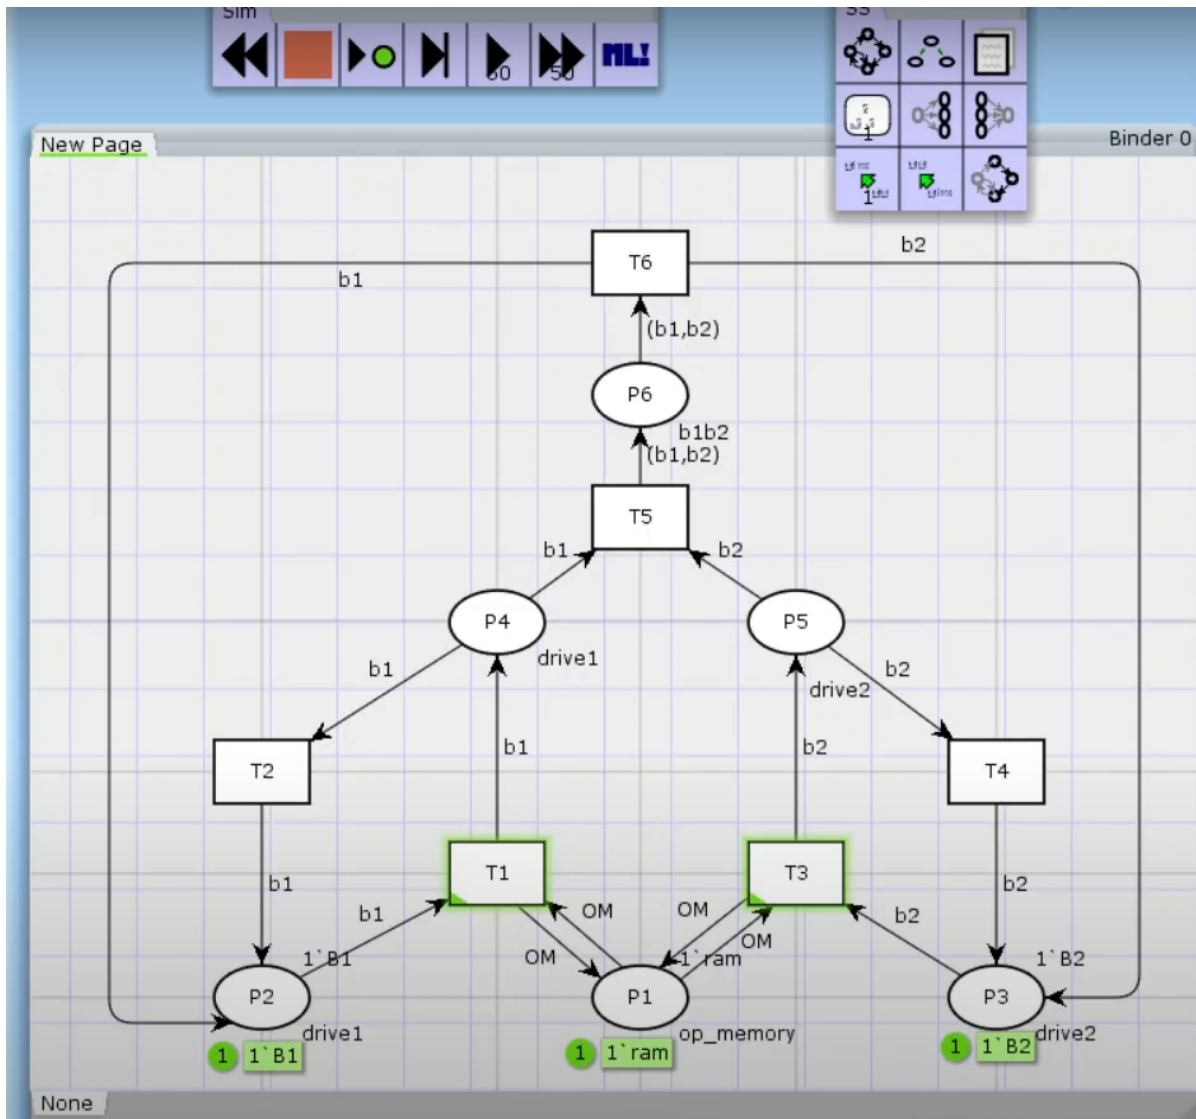 Sim
SS
50
50
ML!
1
1
New Page
Binder 0
T6
b1
b2
(b1,b2)
P6
b1b2
(b1,b2)
T5
b1
b2
P4
drive1
P5
drive2
b1
b2
b1
b2
T2
T4
T1
T3
b1
b2
b1
OM
OM
b2
OM
OM
1`B1
1`ram
1`B2
P2
P1
P3
drive1
op_memory
drive2
1
1`B1
1
1`ram
1
1`B2
None